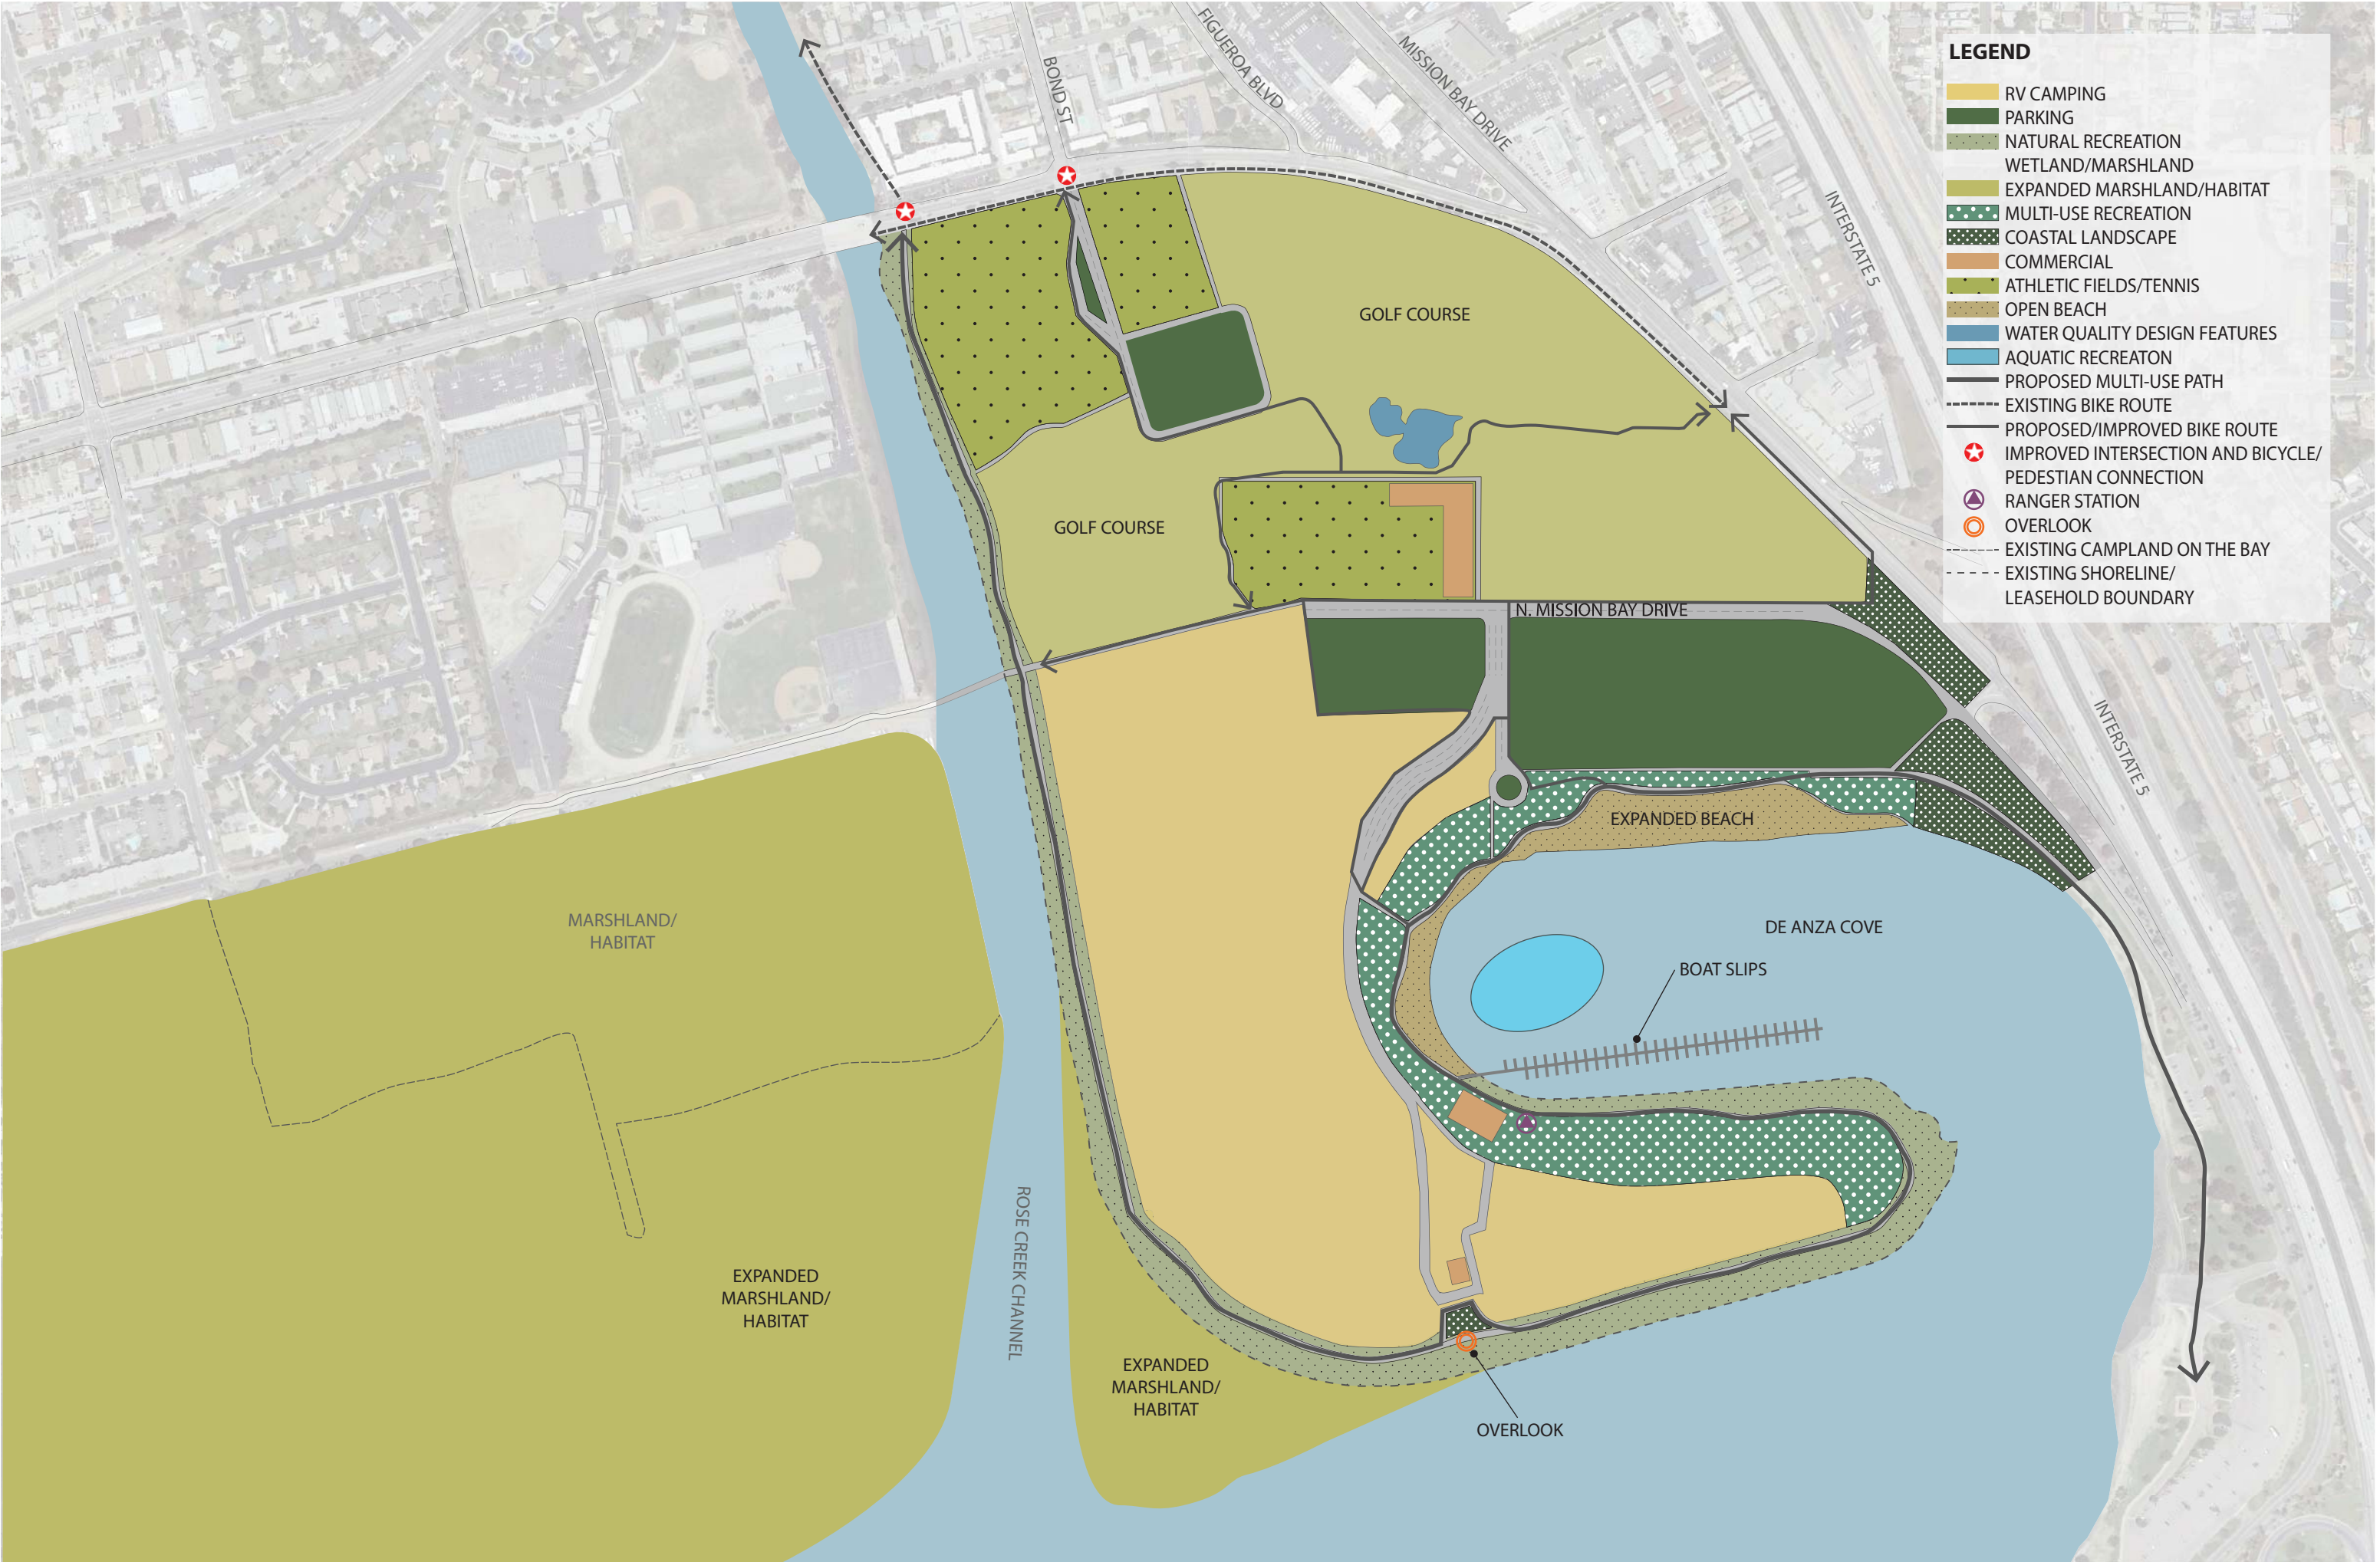 BOND ST
FIGUEROA BLVD
MISSION BAY DRIVE
INTERSTATE 5
LEGEND
RV CAMPING
PARKING
NATURAL RECREATION
WETLAND/MARSHLAND
EXPANDED MARSHLAND/HABITAT
MULTI-USE RECREATION
COASTAL LANDSCAPE
COMMERCIAL
ATHLETIC FIELDS/TENNIS
OPEN BEACH
WATER QUALITY DESIGN FEATURES
AQUATIC RECREATON
PROPOSED MULTI-USE PATH
EXISTING BIKE ROUTE
PROPOSED/IMPROVED BIKE ROUTE
IMPROVED INTERSECTION AND BICYCLE/
PEDESTIAN CONNECTION
RANGER STATION
OVERLOOK
EXISTING CAMPLAND ON THE BAY
EXISTING SHORELINE/
LEASEHOLD BOUNDARY
GOLF COURSE
GOLF COURSE
N. MISSION BAY DRIVE
INTERSTATE 5
EXPANDED BEACH
MARSHLAND/
HABITAT
DE ANZA COVE
BOAT SLIPS
ROSE CREEK CHANNEL
EXPANDED
MARSHLAND/
HABITAT
EXPANDED
MARSHLAND/
HABITAT
OVERLOOK